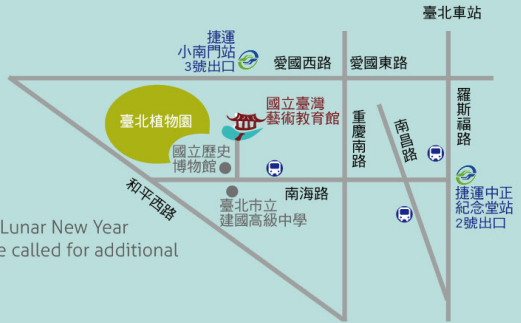 臺北車站
捷運
小南門站
3號出口
愛國西路
愛國東路
國立臺灣
藝術教育館
臺北植物園
重慶南路
南昌路
羅斯福路
國立歷史
博物館
和平西路
南海路
捷運中正
紀念堂站
2號出口
臺北市立
建國高級中學
Lunar New Year
e called for additional